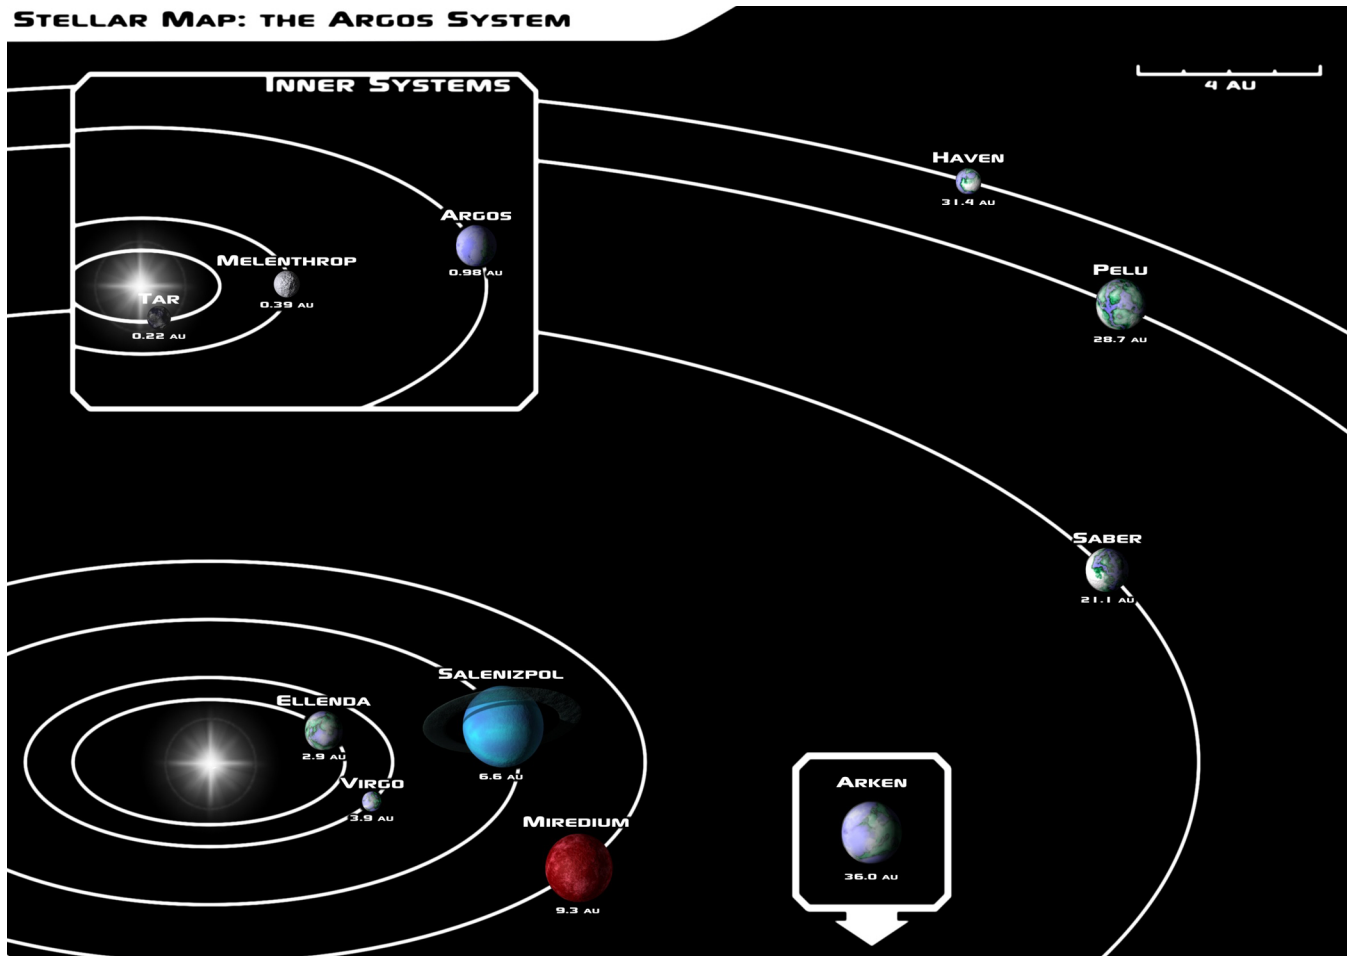 Stellar Map: the Argos System
Inner Systems
4 AU
Haven
31.4 AU
Argos
0.98 AU
Melenthrop
0.39 AU
Tar
0.22 AU
Pelu
28.7 AU
Saber
21.1 AU
Salenizpol
6.6 AU
Ellenda
2.9 AU
Virgo
3.9 AU
Miredium
9.3 AU
Arken
36.0 AU